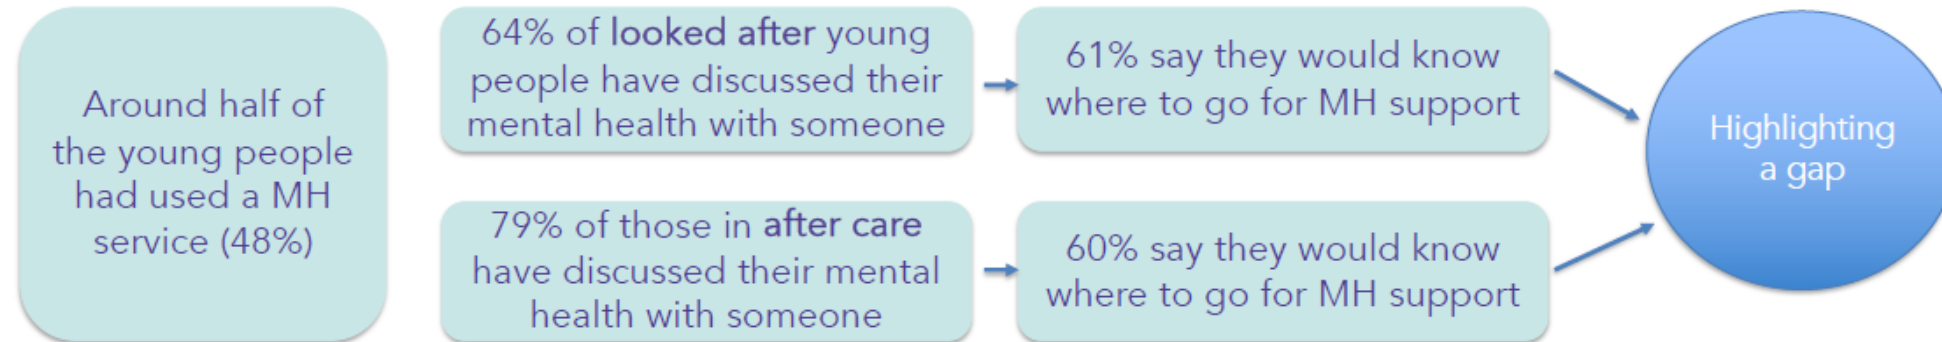 Around half of
the young people
had used a MH
service (48%)
64% of looked after young
people have discussed their
mental health with someone
61% say they would know
where to go for MH support
79% of those in after care
have discussed their mental
health with someone
60% say they would know
where to go for MH support
Highlighting
a gap